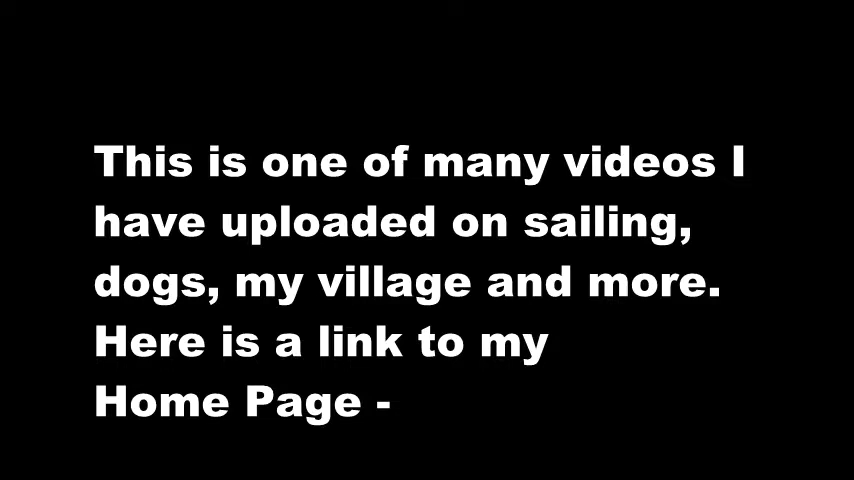 This is one of many videos I
have uploaded on sailing,
dogs, my village and more.
Here is a link to my
Home Page -